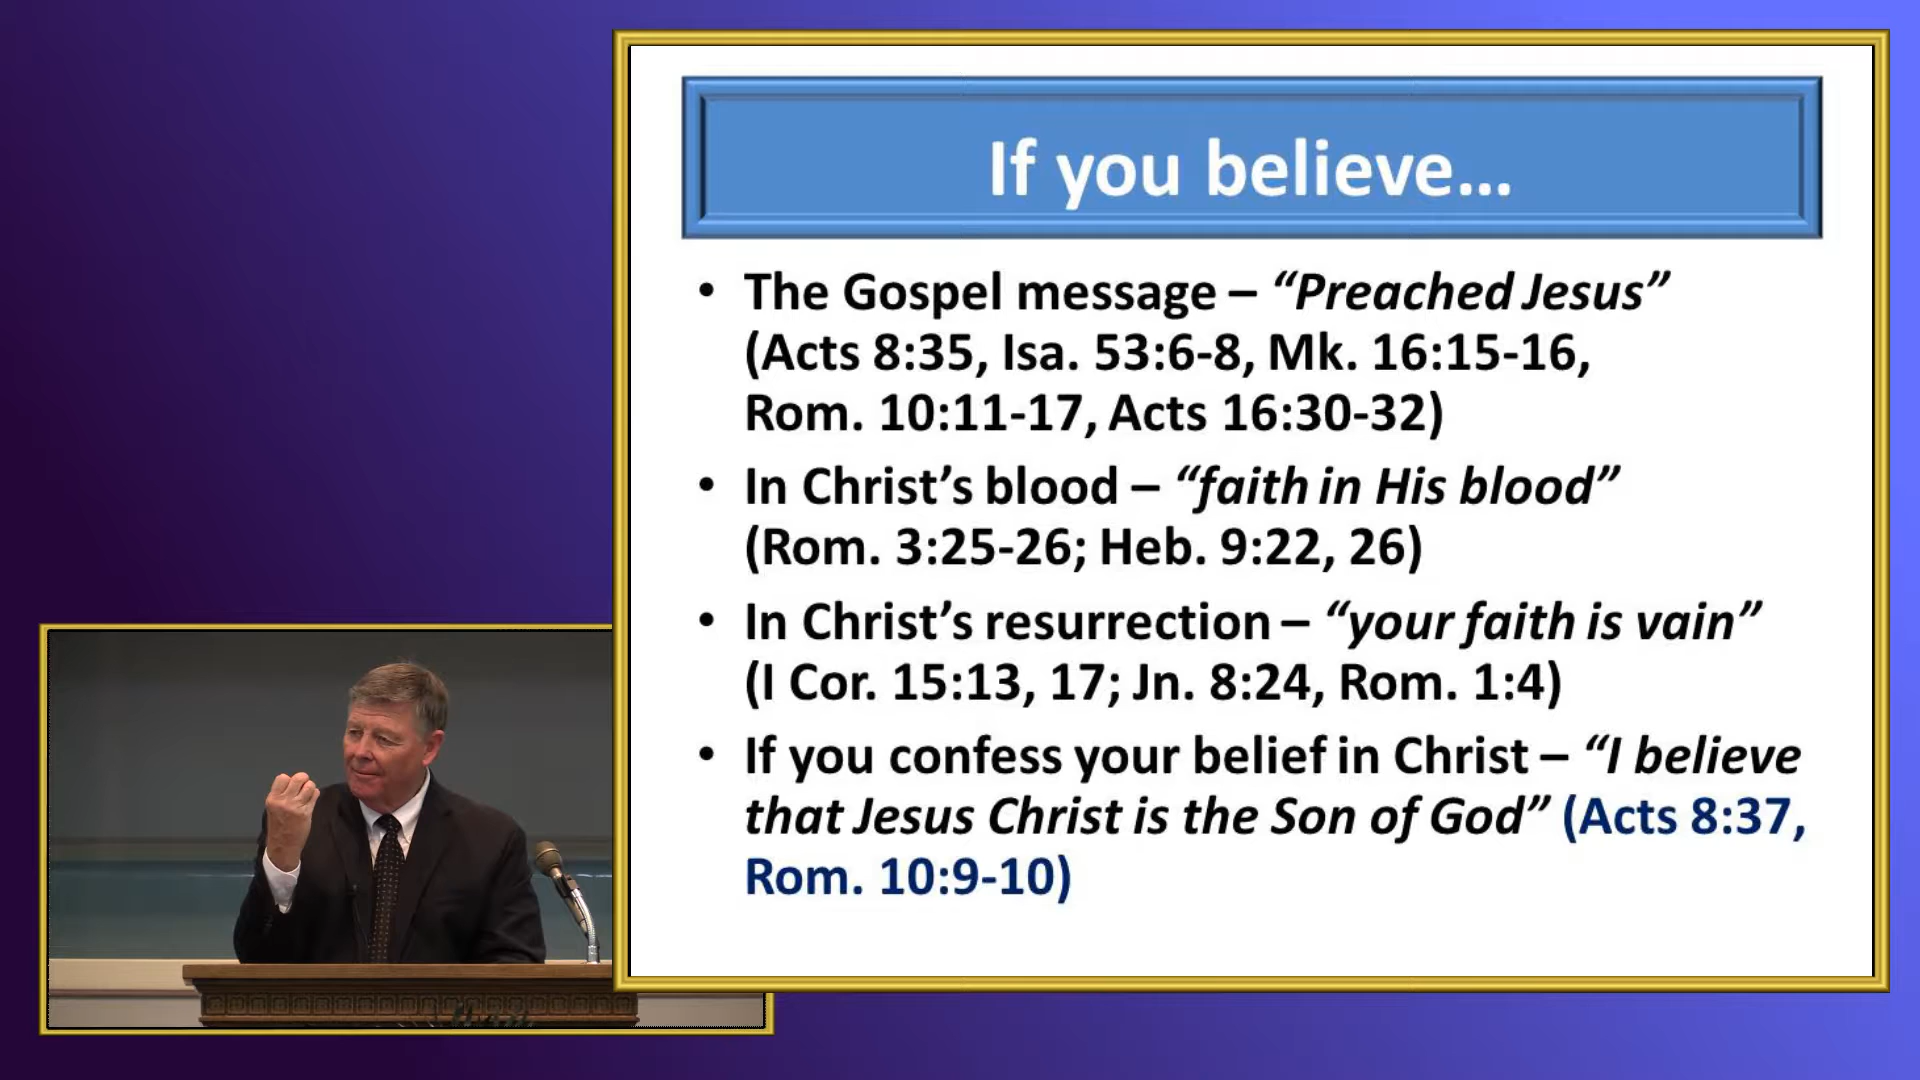 If you believe...
• The Gospel message – “Preached Jesus”
(Acts 8:35, Isa. 53:6-8, Mk. 16:15-16,
Rom. 10:11-17, Acts 16:30-32)
• In Christ’s blood – “faith in His blood”
(Rom. 3:25-26; Heb. 9:22, 26)
• In Christ’s resurrection – “your faith is vain”
(I Cor. 15:13, 17; Jn. 8:24, Rom. 1:4)
• If you confess your belief in Christ – “I believe
that Jesus Christ is the Son of God” (Acts 8:37,
Rom. 10:9-10)